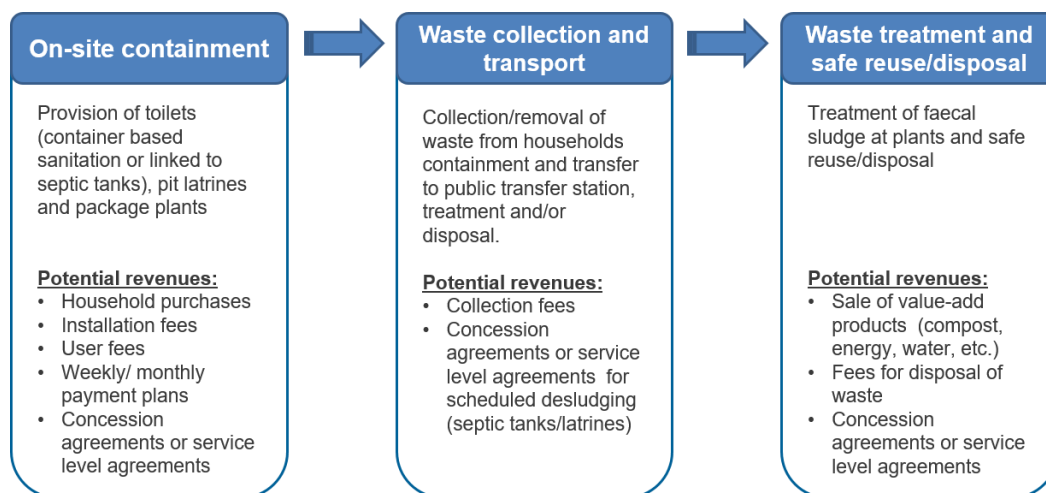 On-site containment
Provision of toilets
(container based
sanitation or linked to
septic tanks), pit latrines
and package plants
Potential revenues:
• Household purchases
• Installation fees
• User fees
• Weekly/ monthly
payment plans
• Concession
agreements or service
level agreements
Waste collection and
transport
Collection/removal of
waste from households
containment and transfer
to public transfer station,
treatment and/or
disposal.
Potential revenues:
• Collection fees
• Concession
agreements or service
level agreements for
scheduled desludging
(septic tanks/latrines)
Waste treatment and
safe reuse/disposal
Treatment of faecal
sludge at plants and safe
reuse/disposal
Potential revenues:
• Sale of value-add
products (compost,
energy, water, etc.)
• Fees for disposal of
waste
• Concession
agreements or service
level agreements